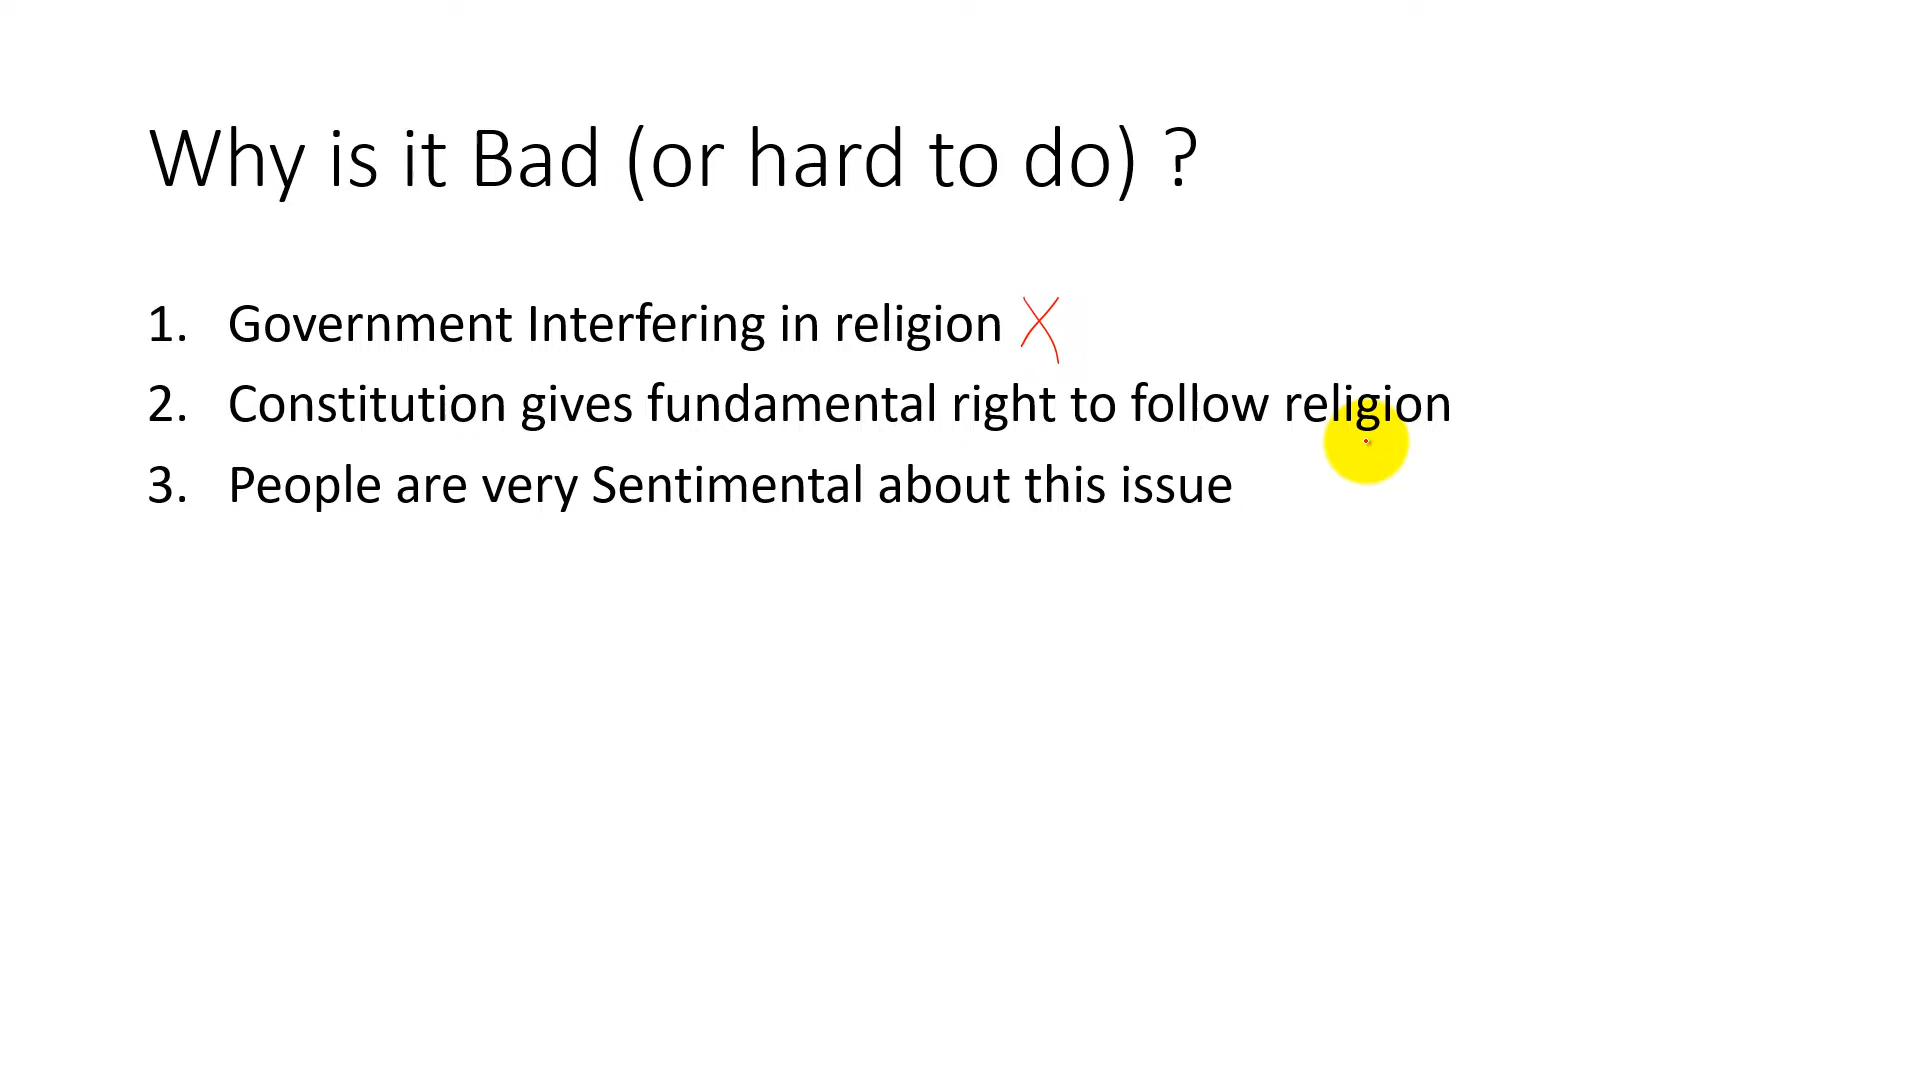 Why is it Bad (or hard to do) ?
1. Government Interfering in religion X
2. Constitution gives fundamental right to follow religion
3. People are very Sentimental about this issue